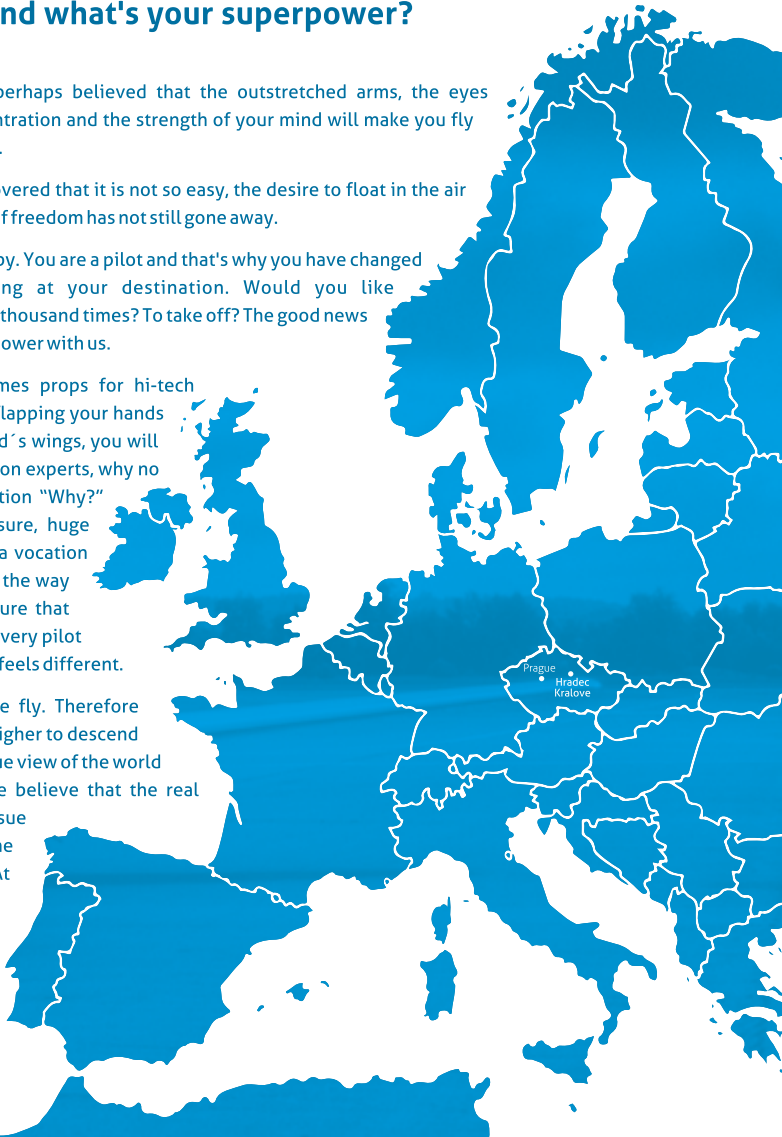 nd what's your superpower?
perhaps believed that the outstretched arms, the eyes
ntration and the strength of your mind will make you fly
.
overed that it is not so easy, the desire to float in the air
f freedom has not still gone away.
by. You are a pilot and that's why you have changed
ng at your destination. Would you like
thousand times? To take off? The good news
ower with us.
mes props for hi-tech
flapping your hands
d´s wings, you will
on experts, why no
tion “Why?”
sure, huge
a vocation
the way
ure that
very pilot
feels different.
e fly. Therefore
igher to descend
ue view of the world
e believe that the real
sue
ne
At
Prague
Hradec
Kralove